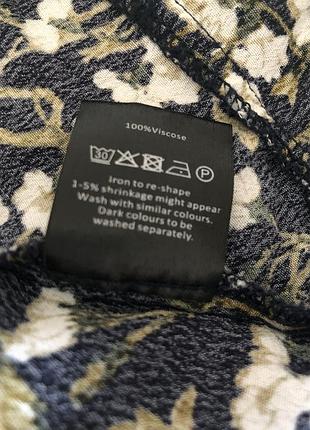 100%Viscose
30 P
Iron to re-shape
1-5% shrinkage might appear
Wash with similar colours.
Dark colours to be
washed separately.